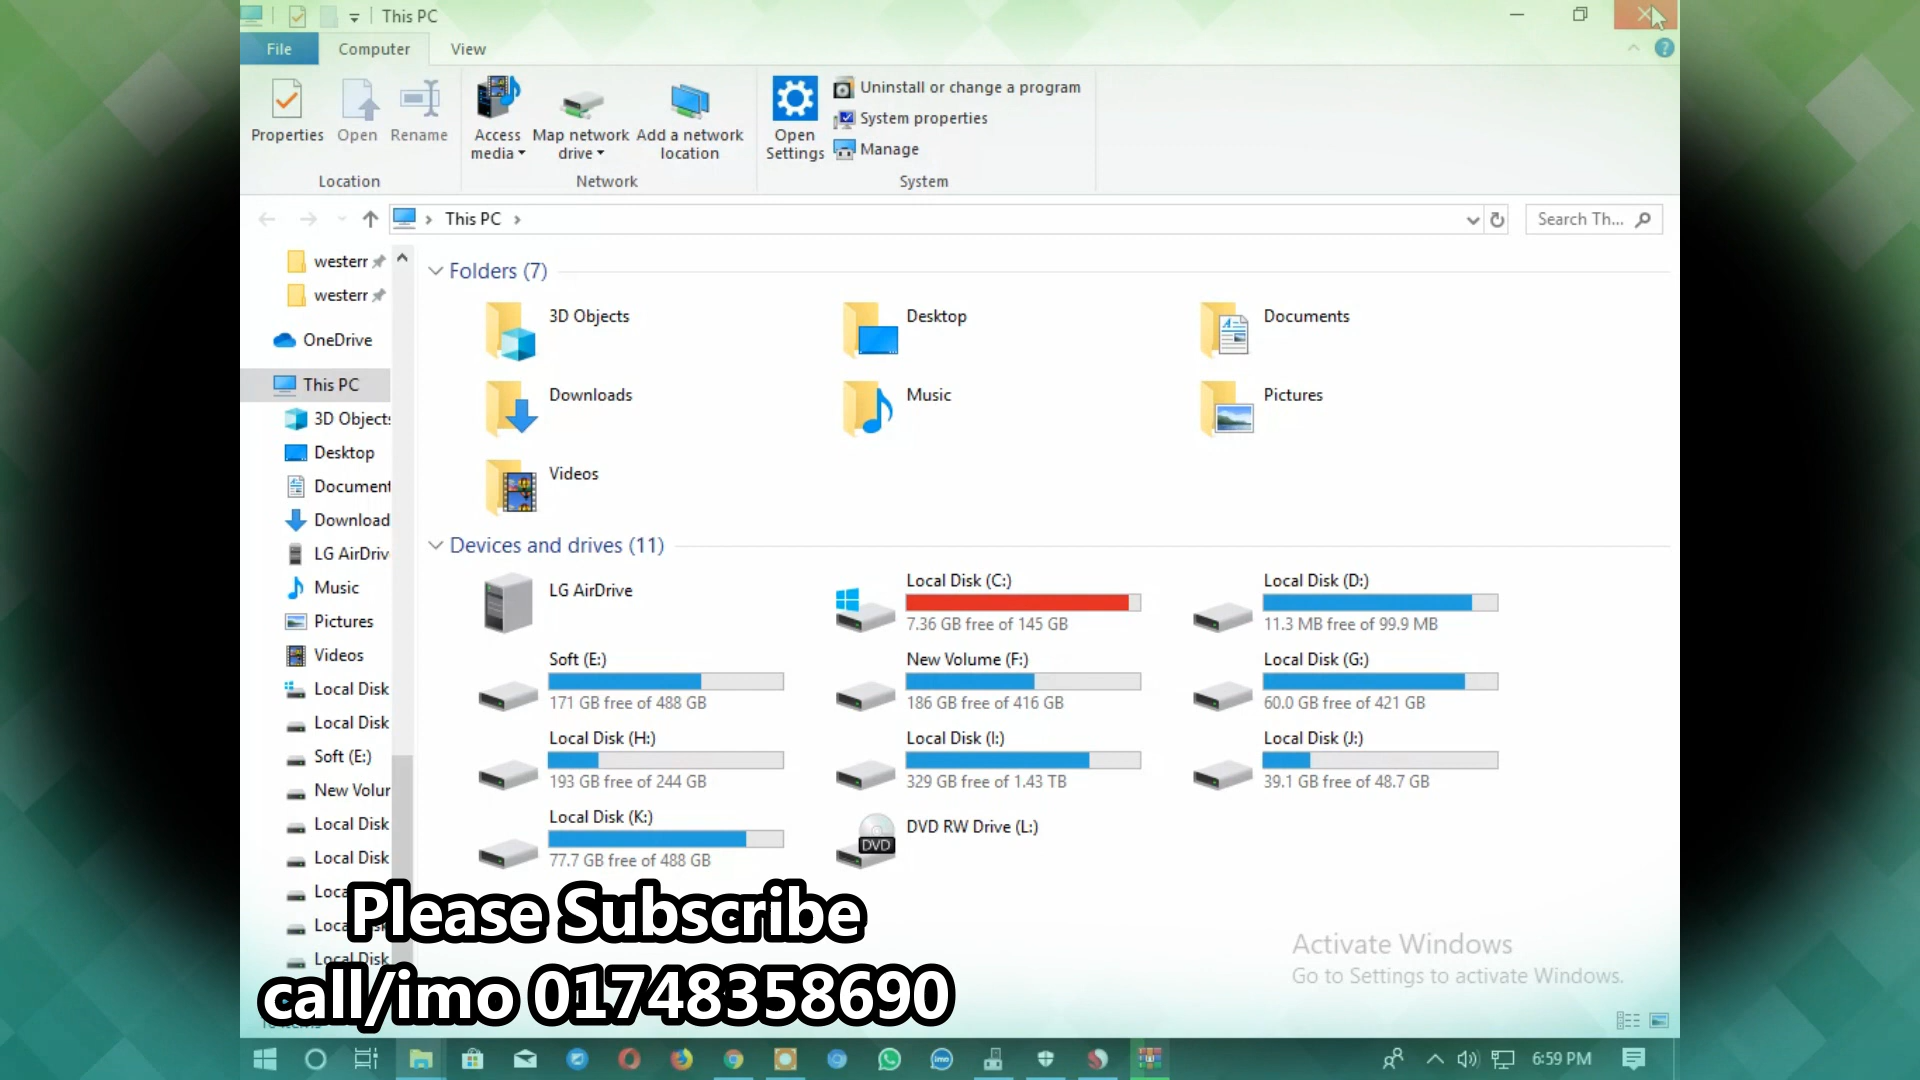 This PC
File
Computer
View
Properties
Open
Rename
Access media
Map network drive
Add a network location
Open Settings
Uninstall or change a program
System properties
Manage
Location
Network
System
This PC
Search Th...
westerr
westerr
OneDrive
This PC
3D Object
Desktop
Document
Download
LG AirDriv
Music
Pictures
Videos
Local Disk
Local Disk
Soft (E:)
New Volur
Local Disk
Local Disk
Local Disk
Folders (7)
3D Objects
Desktop
Documents
Downloads
Music
Pictures
Videos
Devices and drives (11)
LG AirDrive
Local Disk (C:)
7.36 GB free of 145 GB
Local Disk (D:)
11.3 MB free of 99.9 MB
Soft (E:)
171 GB free of 488 GB
New Volume (F:)
186 GB free of 416 GB
Local Disk (G:)
60.0 GB free of 421 GB
Local Disk (H:)
193 GB free of 244 GB
Local Disk (I:)
329 GB free of 1.43 TB
Local Disk (J:)
39.1 GB free of 48.7 GB
Local Disk (K:)
77.7 GB free of 488 GB
DVD RW Drive (L:)
DVD
Please Subscribe
call/imo 01748358690
Activate Windows
Go to Settings to activate Windows.
imo
6:59 PM